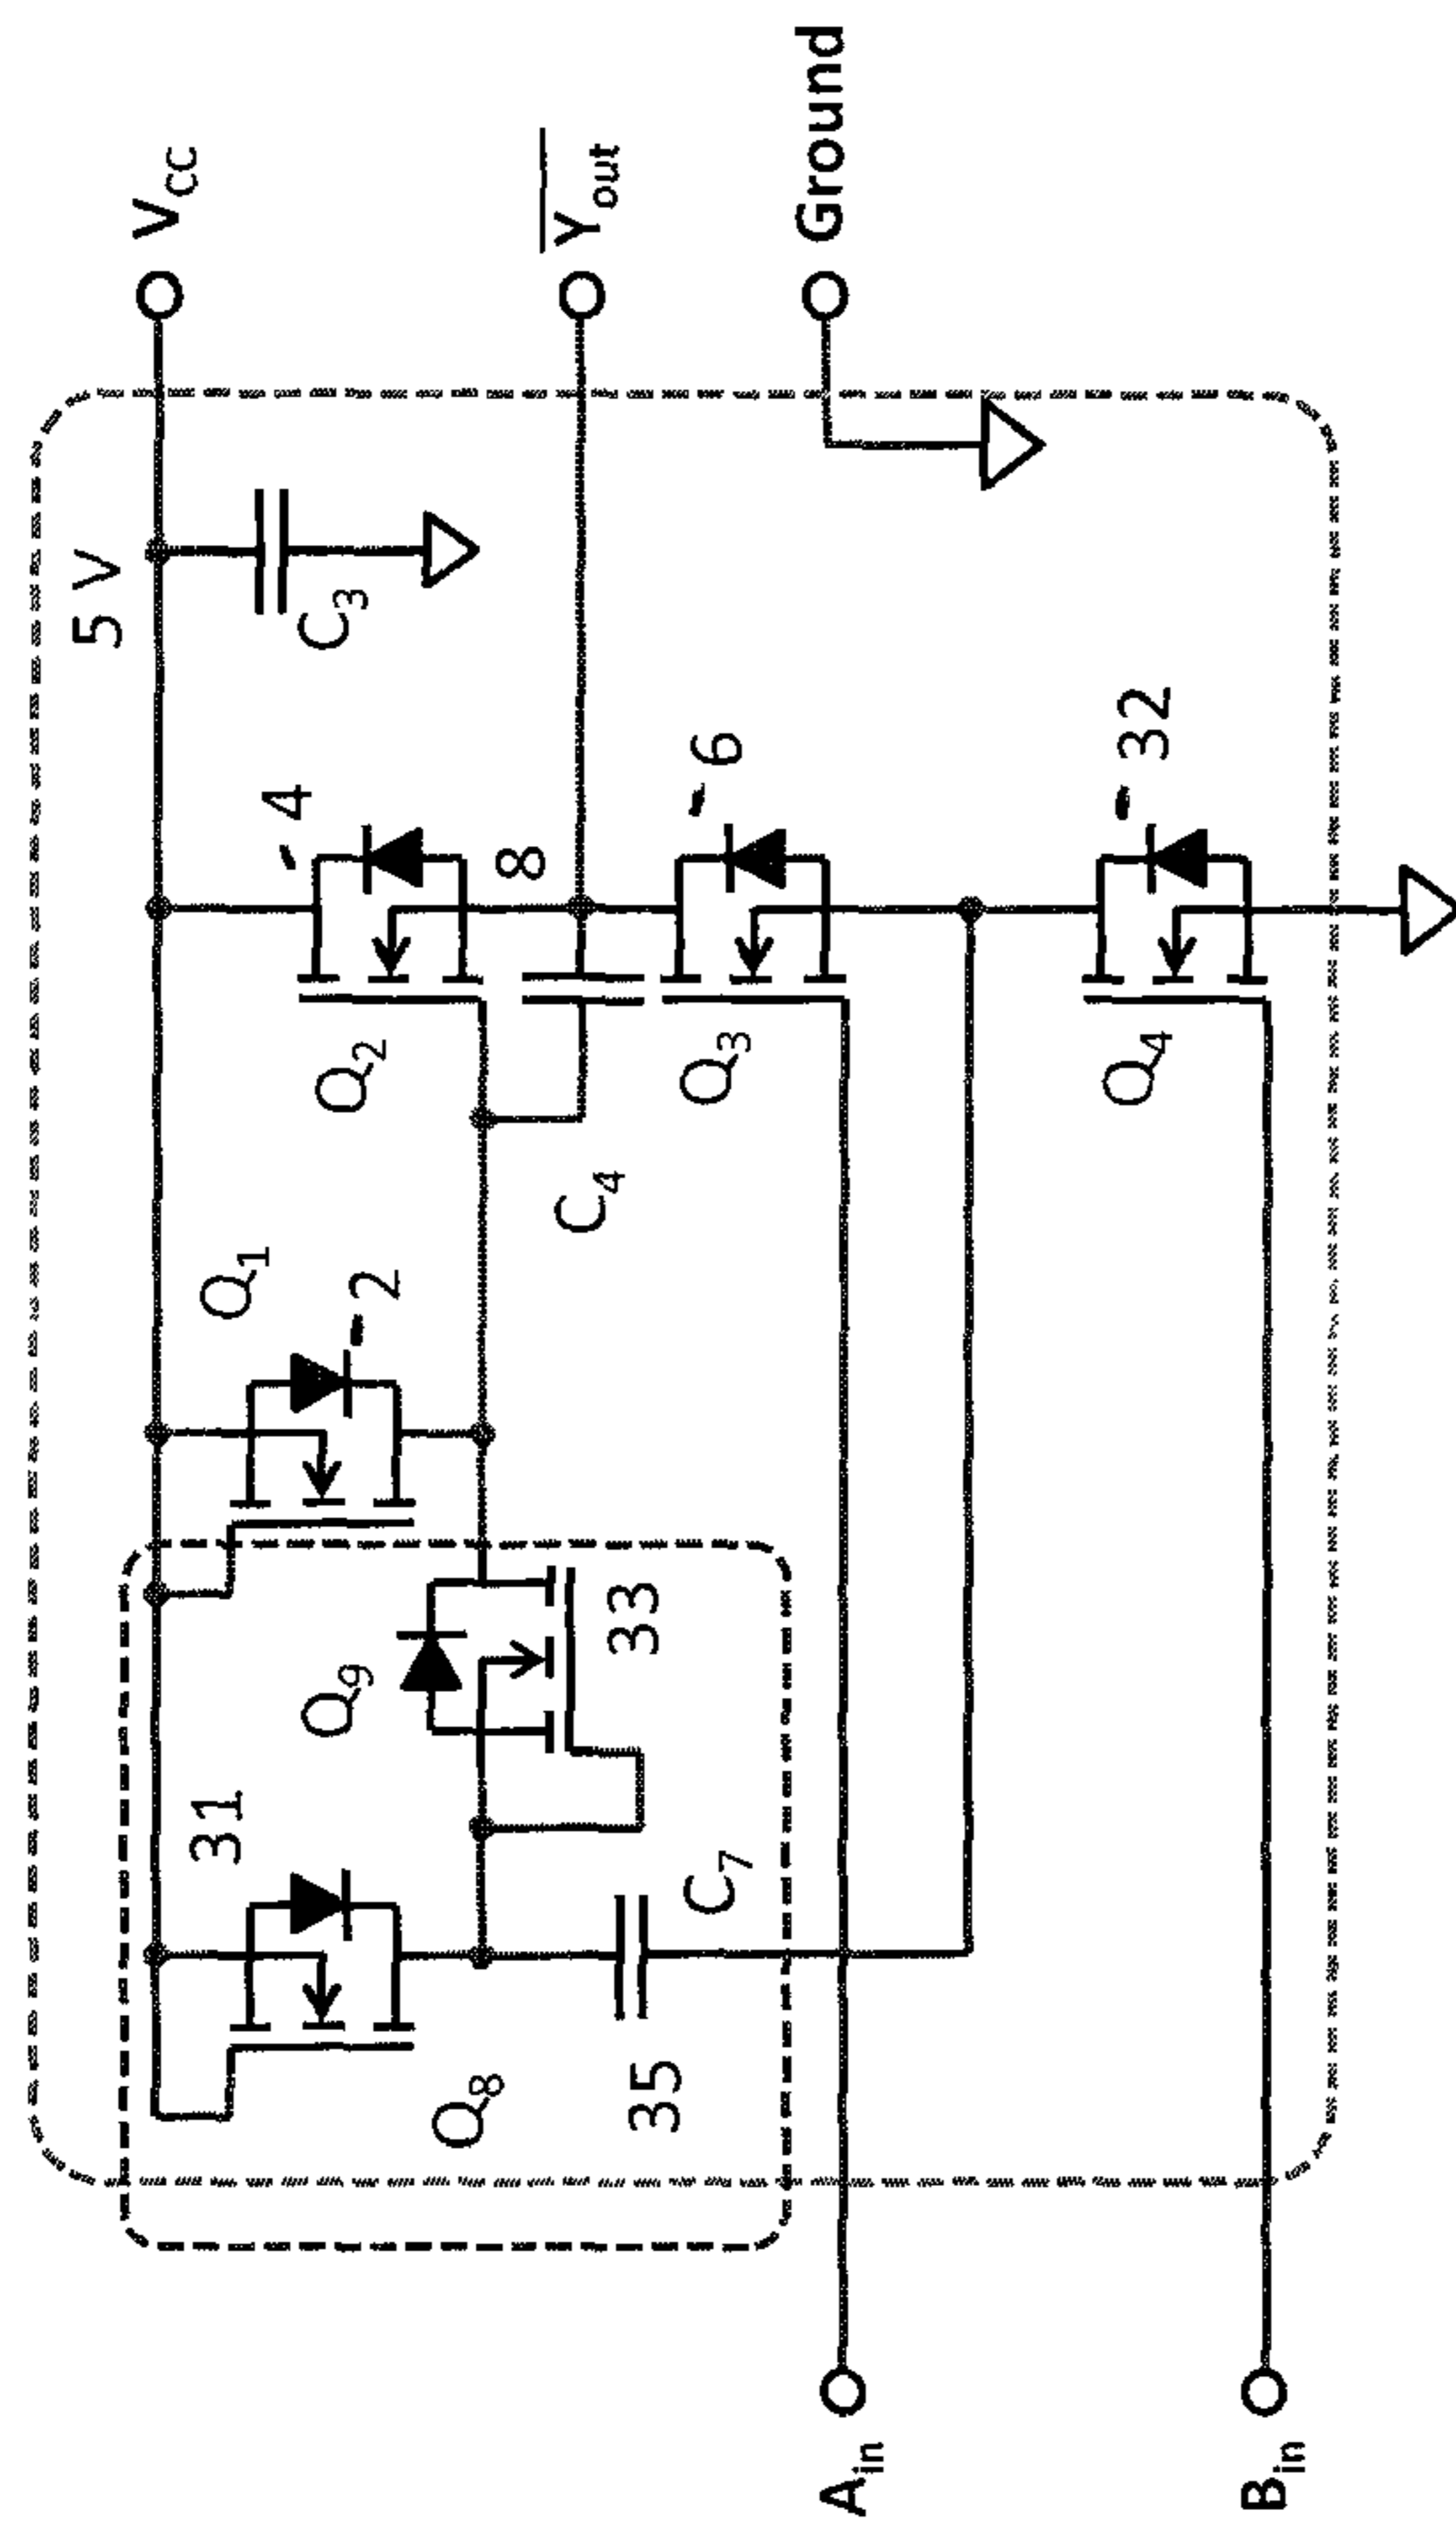 5 V
V_CC
31
Q_1
2
4
Q_9
Q_2
8
Y_out
C_3
Q_8
33
C_4
35
C_7
6
Q_3
Ground
A_in
32
Q_4
B_in